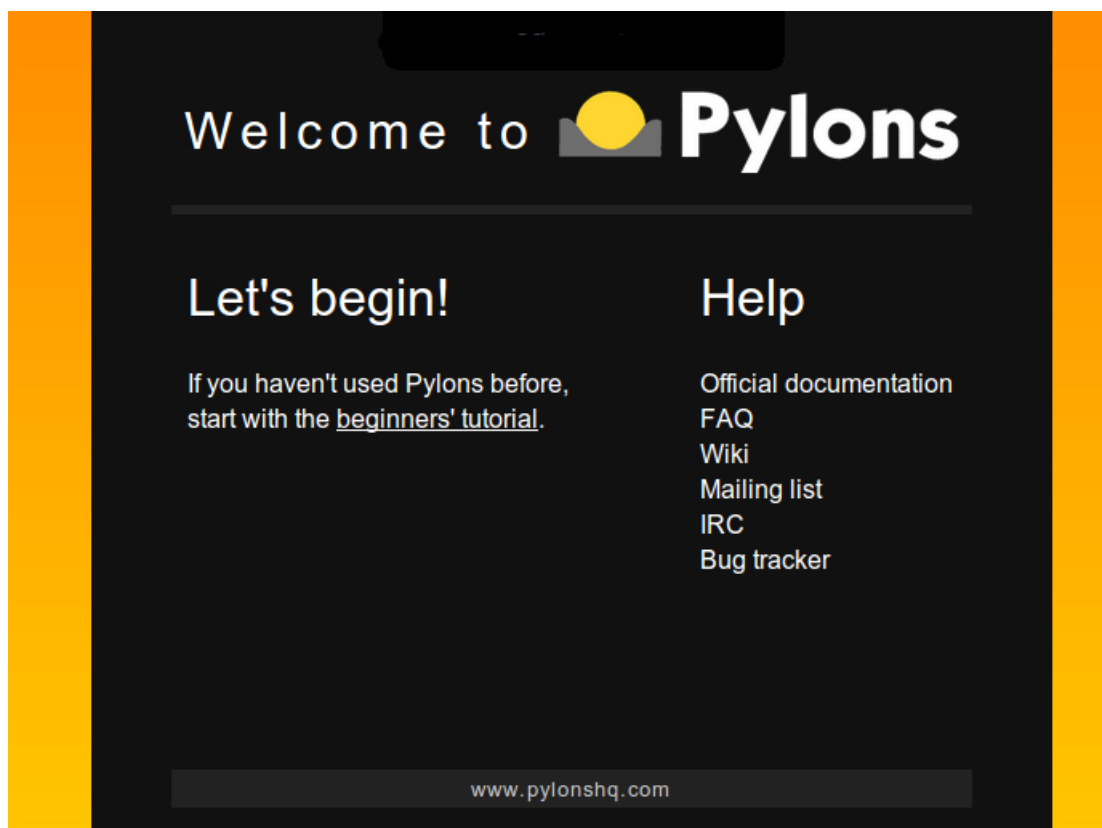 Welcome to Pylons
Let's begin!
If you haven't used Pylons before,
start with the beginners' tutorial.
Help
Official documentation
FAQ
Wiki
Mailing list
IRC
Bug tracker
www.pylonshq.com